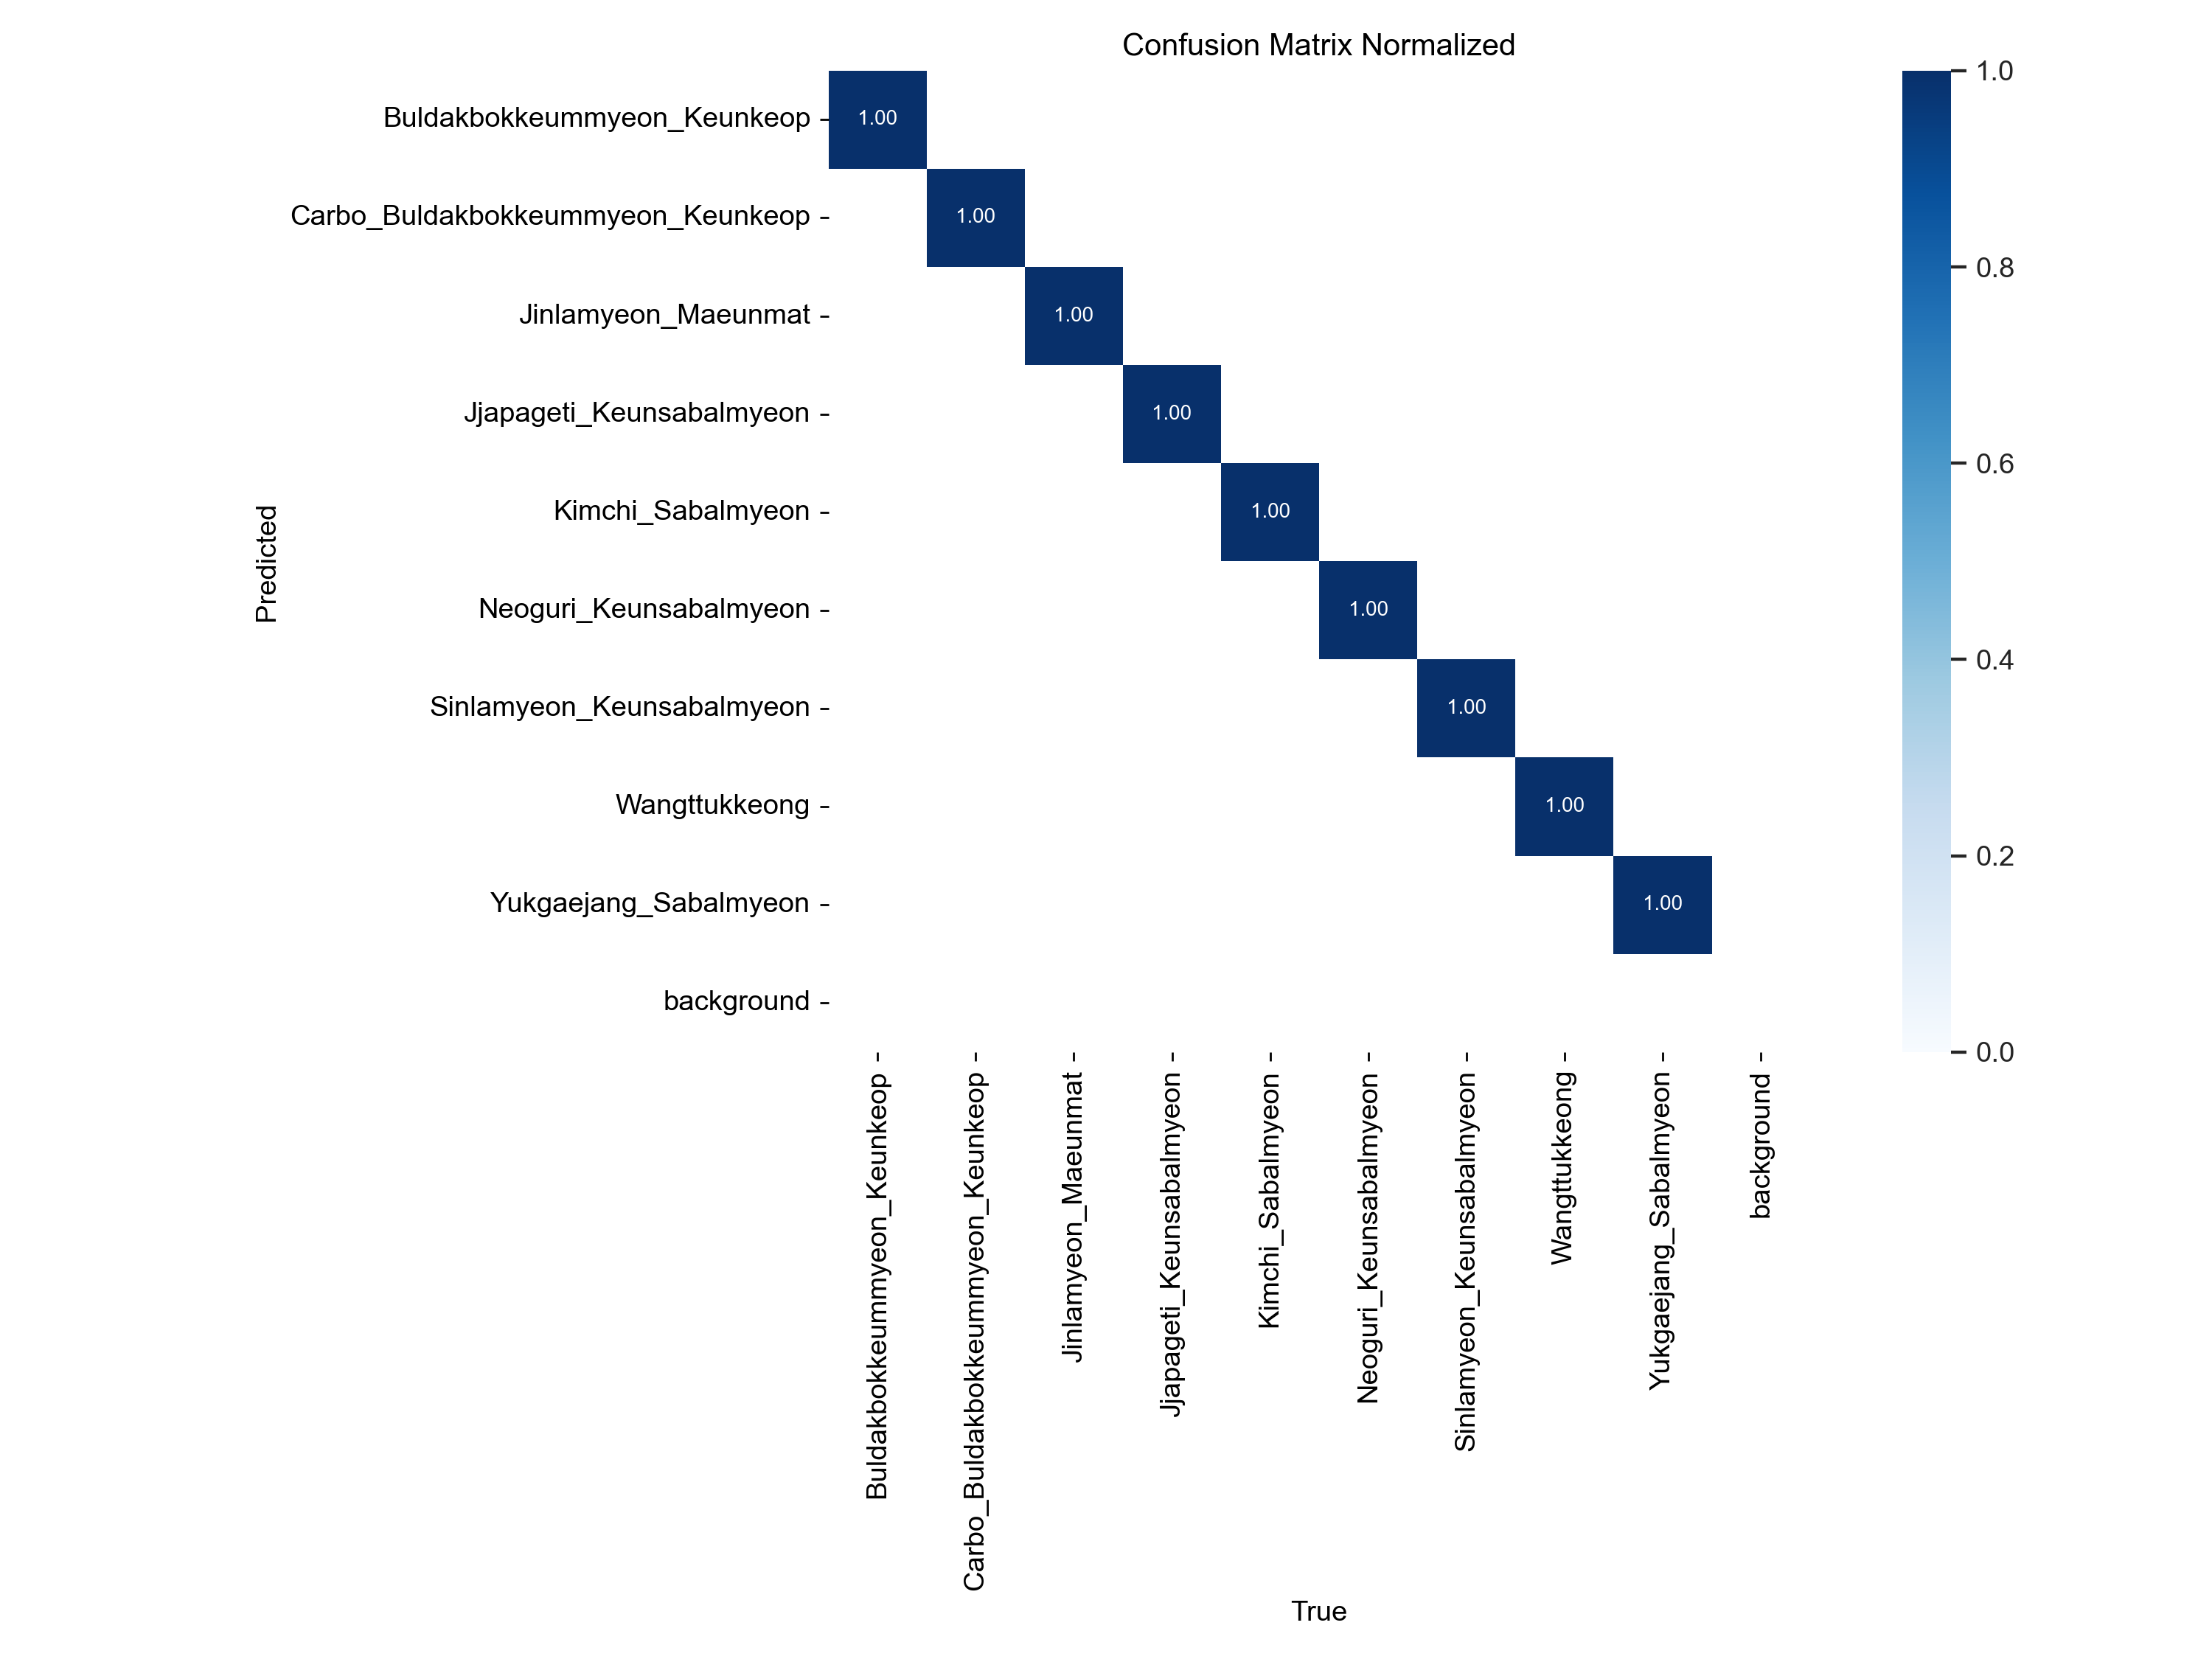 Confusion Matrix Normalized
Buldakbokkeummyeon_Keunkeop
Carbo_Buldakbokkeummyeon_Keunkeop
Jinlamyeon_Maeunmat
Jjapageti_Keunsabalmyeon
Kimchi_Sabalmyeon
Neoguri_Keunsabalmyeon
Sinlamyeon_Keunsabalmyeon
Wangttukkeong
Yukgaejang_Sabalmyeon
background
Predicted
1.00
1.00
1.00
1.00
1.00
1.00
1.00
1.00
1.00
Buldakbokkeummyeon_Keunkeop
Carbo_Buldakbokkeummyeon_Keunkeop
Jinlamyeon_Maeunmat
Jjapageti_Keunsabalmyeon
Kimchi_Sabalmyeon
Neoguri_Keunsabalmyeon
Sinlamyeon_Keunsabalmyeon
Wangttukkeong
Yukgaejang_Sabalmyeon
background
True
1.0
0.8
0.6
0.4
0.2
0.0